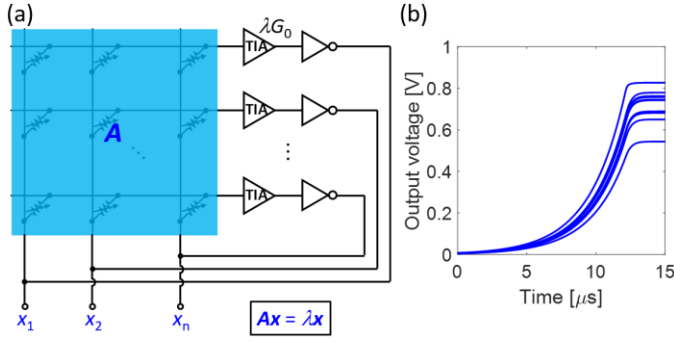 (a)
λG₀
TIA
TIA
TIA
A
⋱
⋮
x₁ x₂ xₙ
Ax = λx
(b)
Output voltage [V]
1
0.8
0.6
0.4
0.2
0
0 5 10 15
Time [μs]